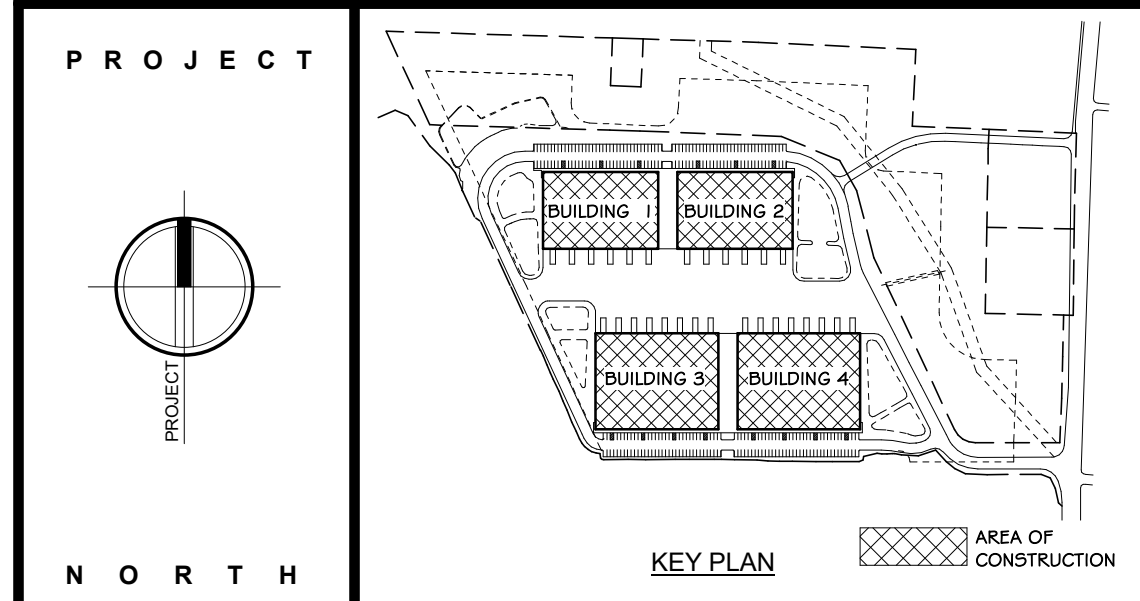 P R O J E C T
PROJECT
N O R T H
BUILDING 1
BUILDING 2
BUILDING 3
BUILDING 4
KEY PLAN
AREA OF
CONSTRUCTION